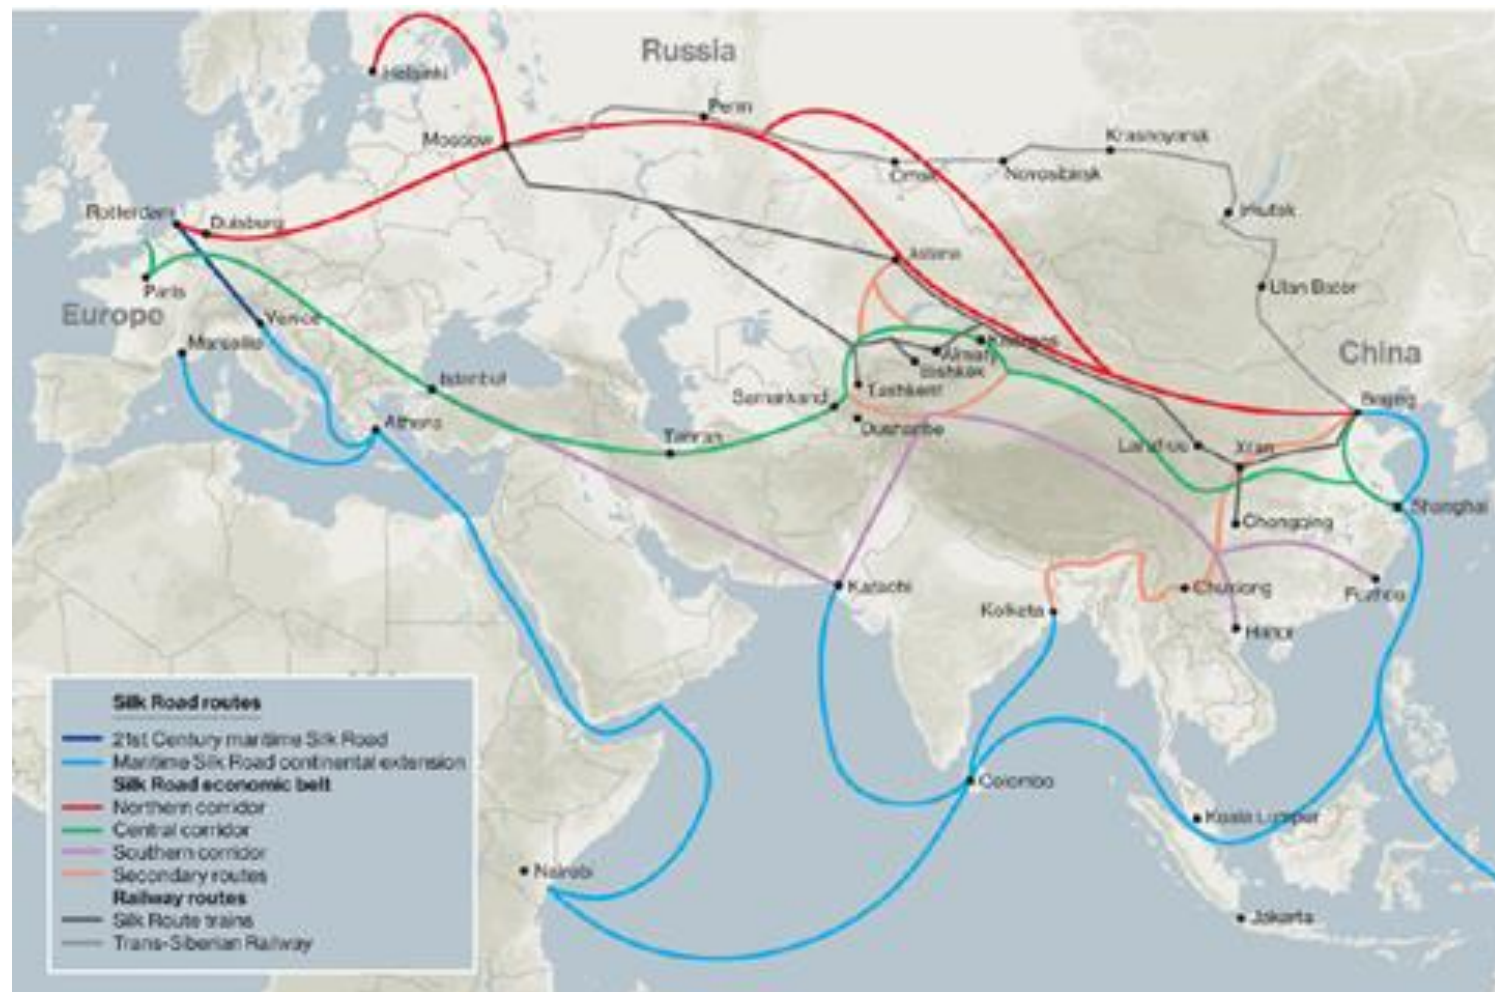 Russia
Helsinki
Perm
Moscow
Krasnoyarsk
Omsk
Novosibirsk
Rotterdam
Duisburg
Irkutsk
Astana
Paris
Ulan Bator
Europe
Venice
Marseille
Khorgos
China
Almaty
Bishkek
Istanbul
Tashkent
Samarkand
Beijing
Athens
Dushanbe
Tehran
Lanzhou
Xi'an
Shanghai
Chongqing
Karachi
Chuxiong
Fuzhou
Kolkata
Hanoi
Silk Road routes
21st Century maritime Silk Road
Maritime Silk Road continental extension
Silk Road economic belt
Northern corridor
Central corridor
Southern corridor
Secondary routes
Railway routes
Silk Route trains
Trans-Siberian Railway
Colombo
Kuala Lumpur
Nairobi
Jakarta